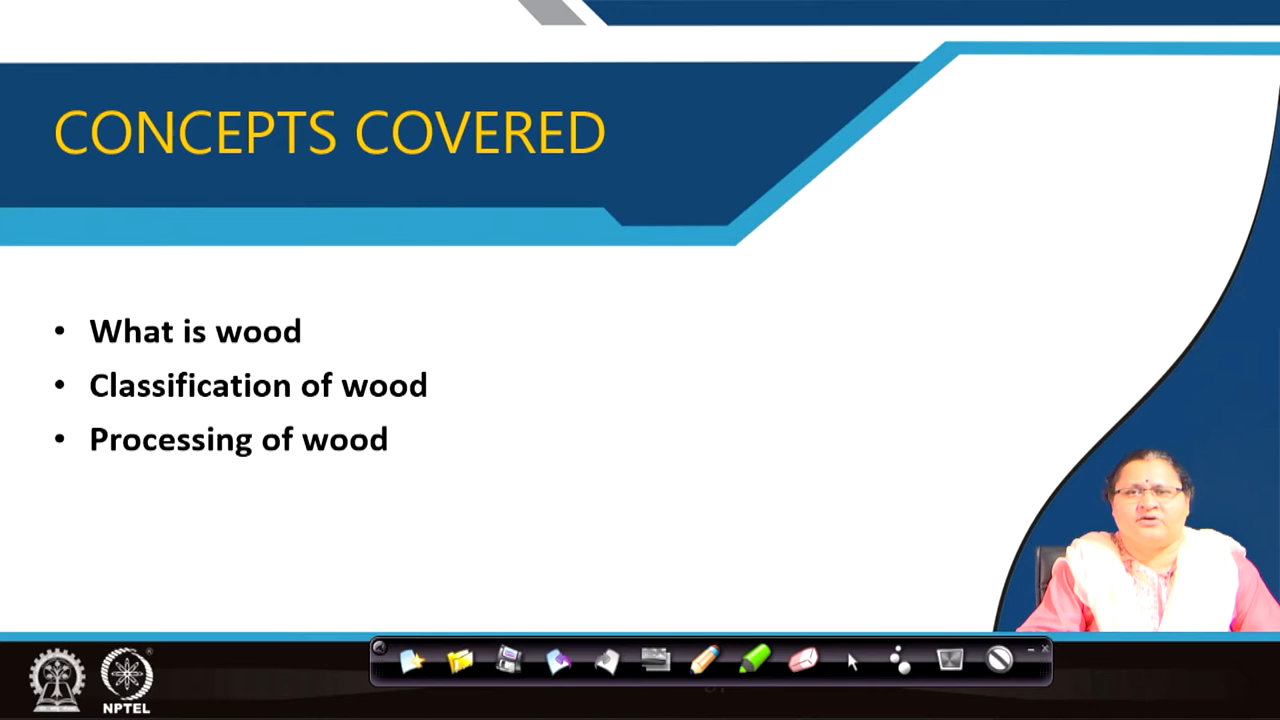 CONCEPTS COVERED
• What is wood
• Classification of wood
• Processing of wood
NPTEL